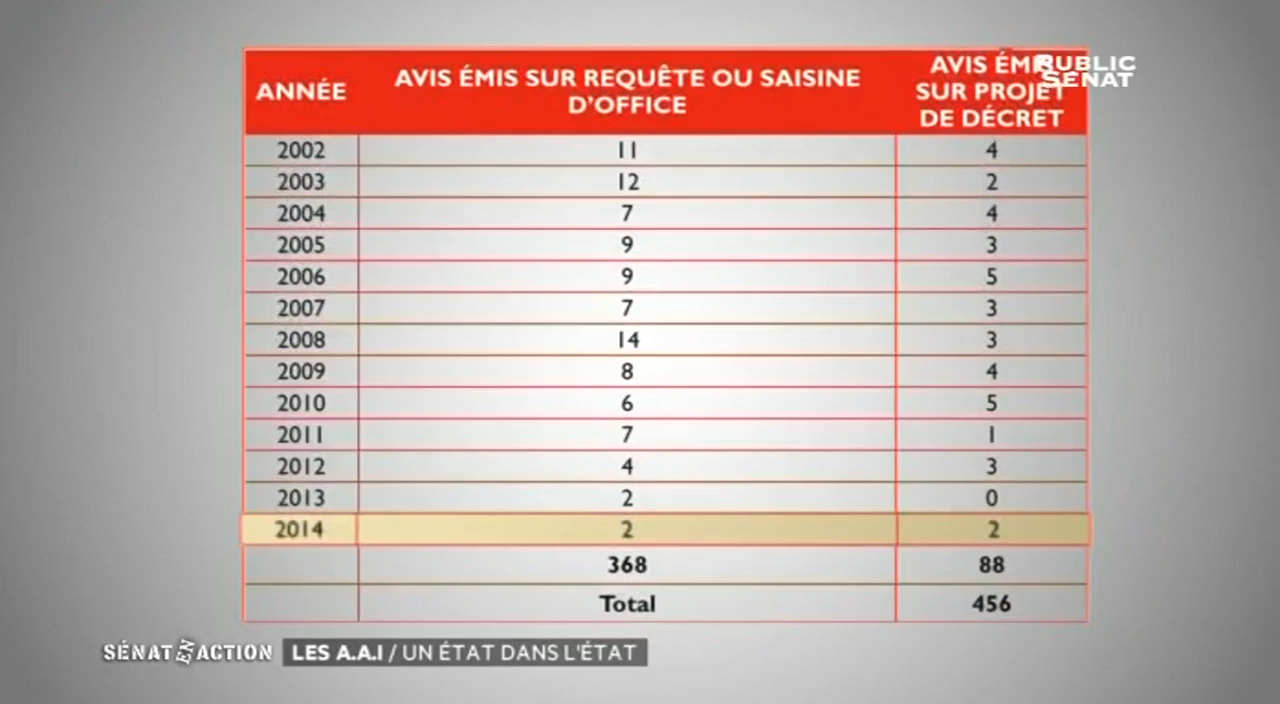 ANNÉE AVIS ÉMIS SUR REQUÊTE OU SAISINE D'OFFICE AVIS ÉMIS SUR PROJET DE DÉCRET
PUBLIC SÉNAT
2002 11 4
2003 12 2
2004 7 4
2005 9 3
2006 9 5
2007 7 3
2008 14 3
2009 8 4
2010 6 5
2011 7 1
2012 4 3
2013 2 0
2014 2 2
368 88
Total 456
SÉNAT EN ACTION LES A.A.I / UN ÉTAT DANS L'ÉTAT